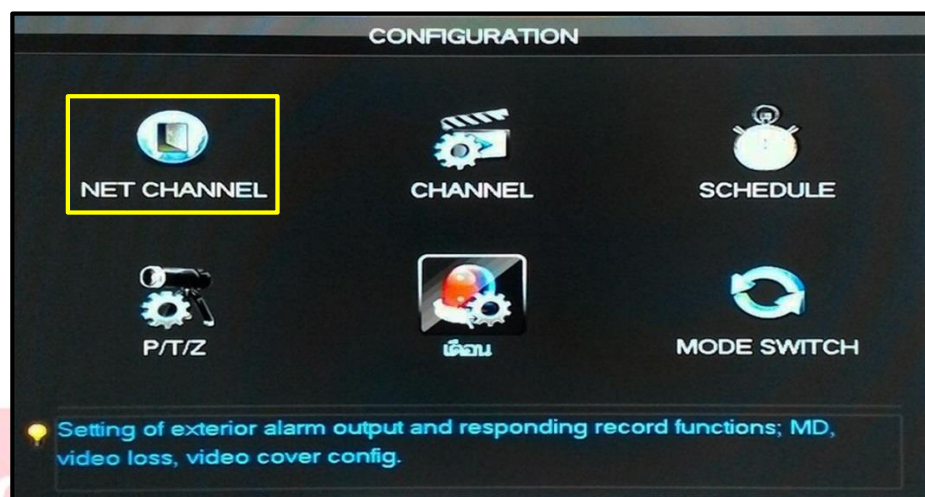 CONFIGURATION
NET CHANNEL
CHANNEL
SCHEDULE
P/T/Z
เตือน
MODE SWITCH
Setting of exterior alarm output and responding record functions; MD,
video loss, video cover config.